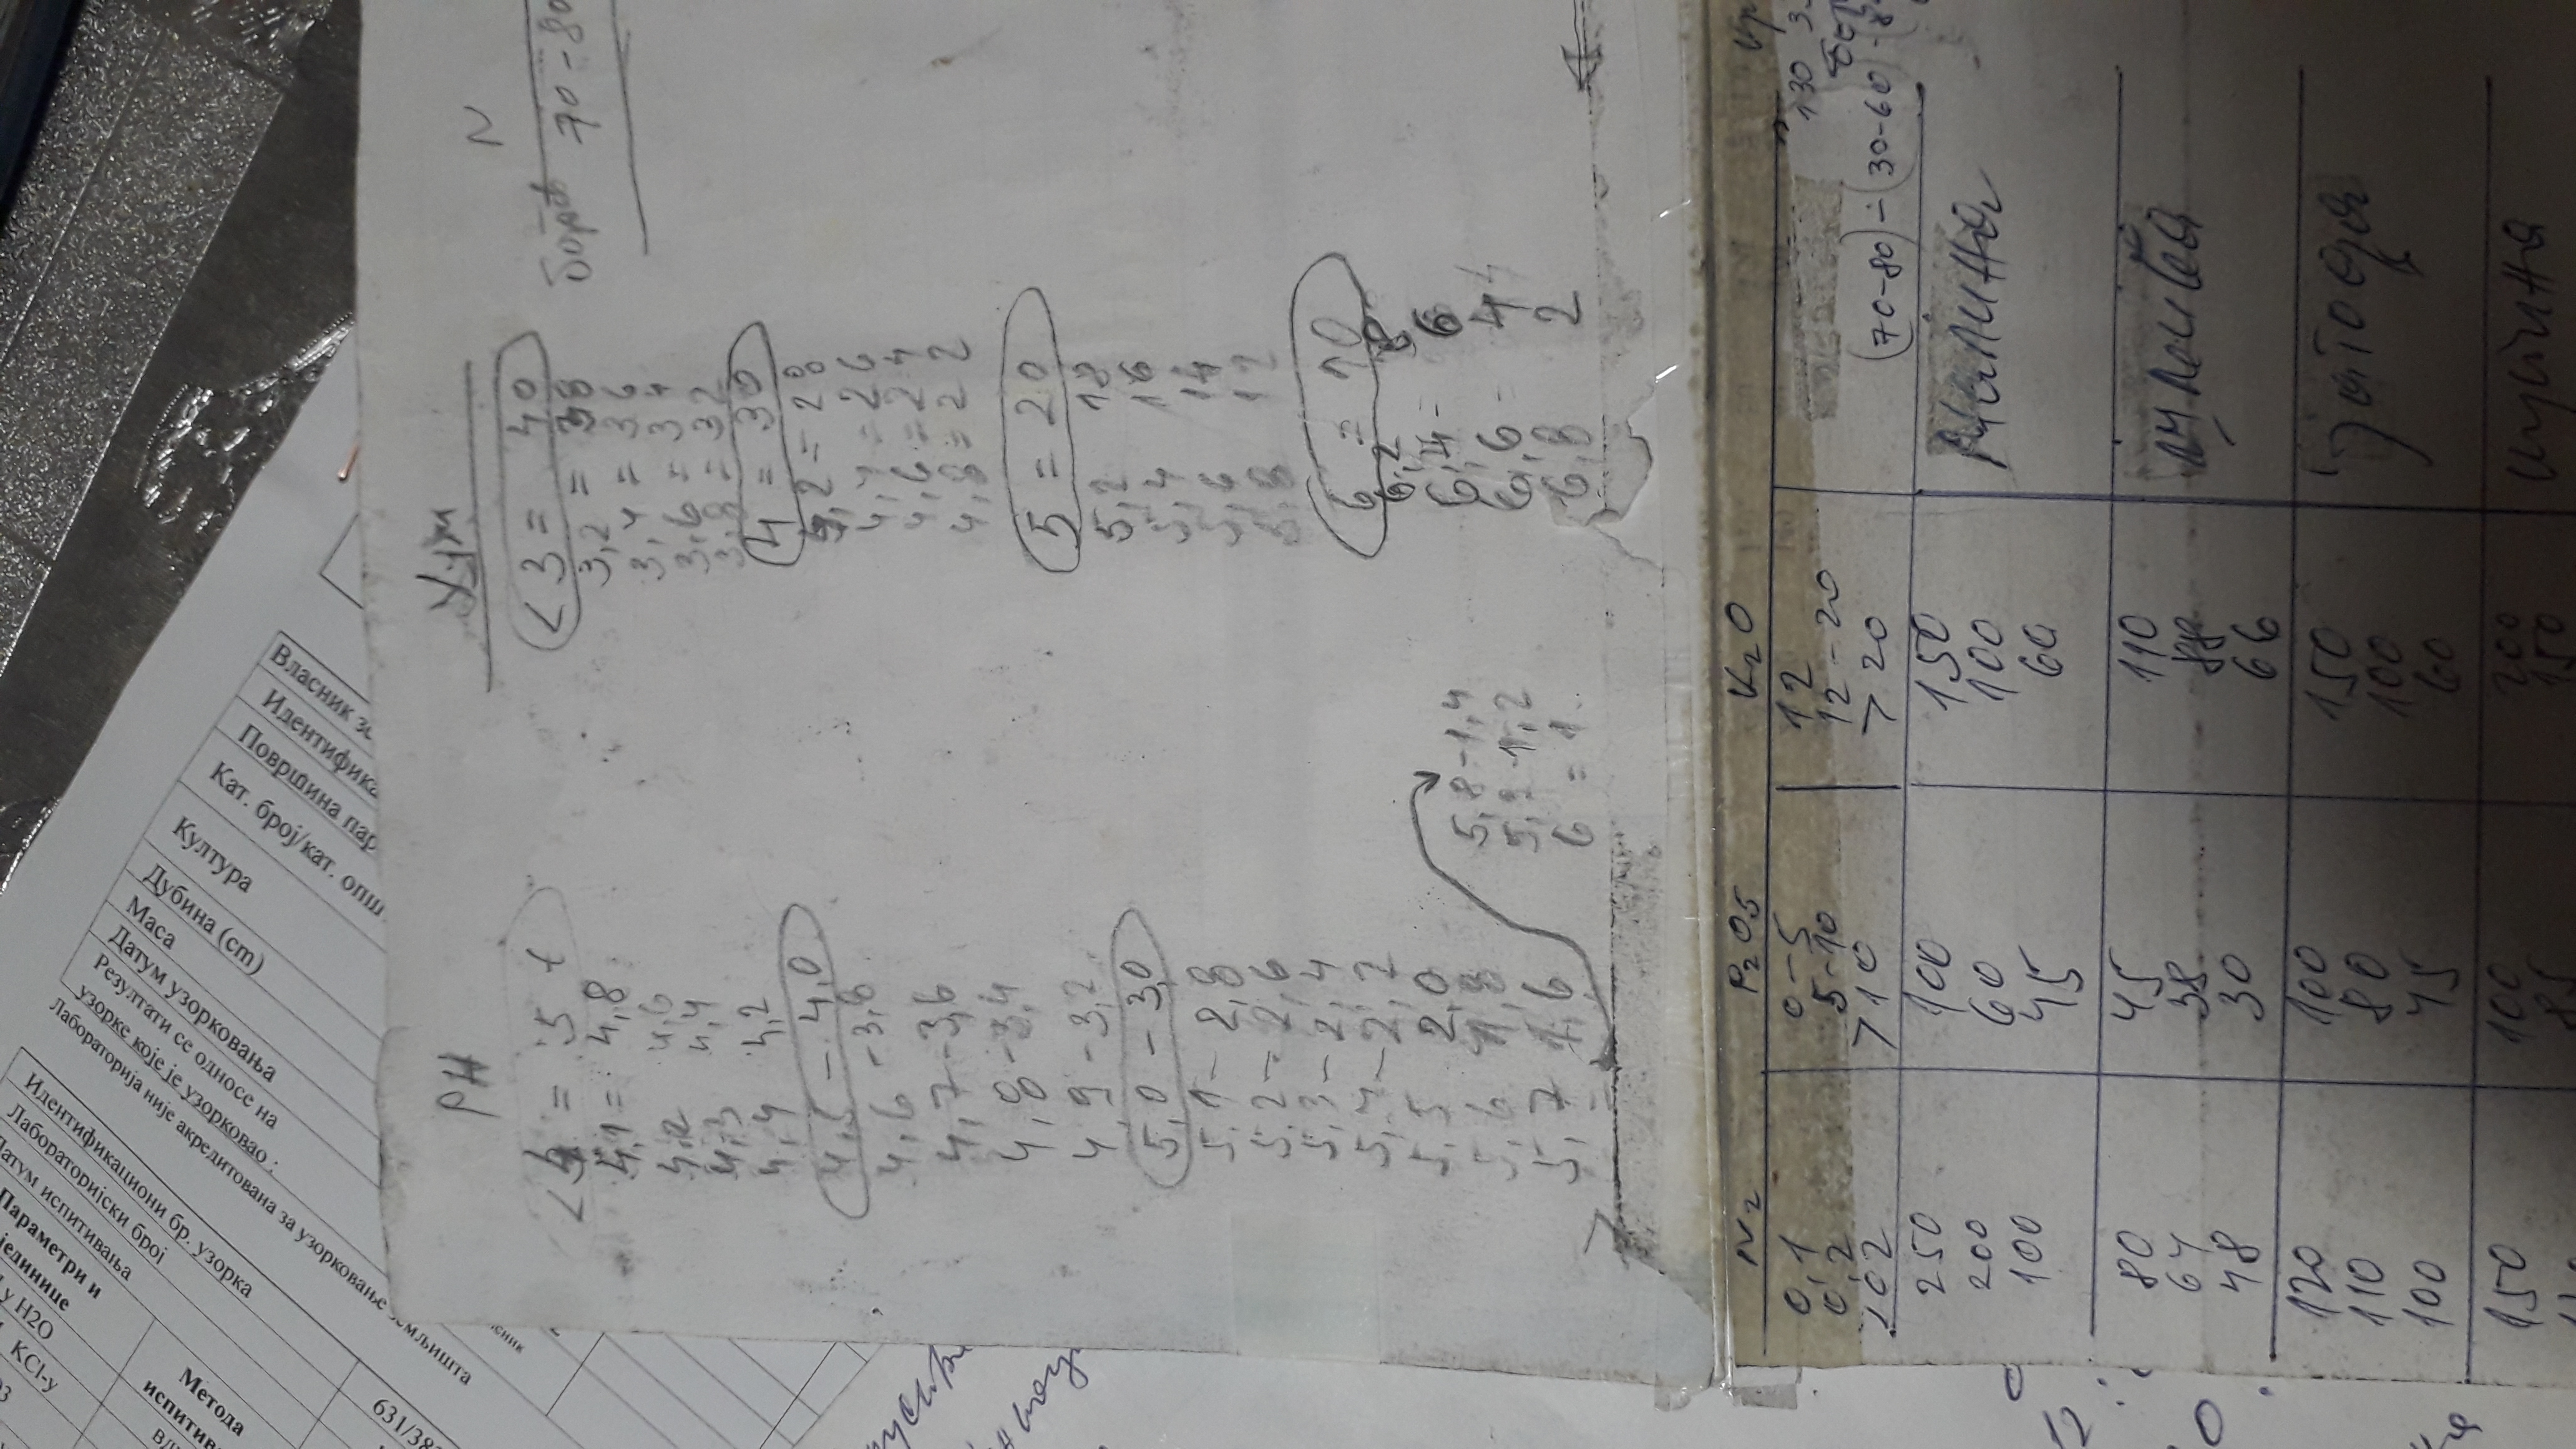 Власник з
Идентифика
Површина пар
Кат. број/кат. општ
Култура
Дубина (cm)
Маса
Датум узорковања
Резултати се односе на
узорке које је узорковао :
Лабораторија није акредитована за узорковање земљишта
Идентификациони бр. узорка
Лабораторијски број
Датум испитивања
Параметри и
јединице
Метода
испитив
у H2O
KCl-у
631/38
PH
<4 = 5 t
4,1 = 4,8
4,2 4,6
4,3 4,4
4,4 4,2
4,5 – 4,0
4,6 – 3,8
4,7 – 3,6
4,8 – 3,4
4,9 – 3,2
5,0 – 3,0
5,1 – 2,8
5,2 – 2,6
5,3 – 2,4
5,4 – 2,2
5,5 2,0
5,6 1,8
5,7 1,6
> =
5,8 – 1,4
5,9 – 1,2
6 = 1
Хум
<3 = 40
3,2 = 38
3,4 = 36
3,6 = 34
3,8 = 32
4 = 30
4,2 = 28
4,4 = 26
4,6 = 24
4,8 = 22
5 = 20
5,2 18
5,4 16
5,6 14
5,8 12
6 = 10
6,2 8
6,4 – 6
6,6 – 4
6,8 2
N
70 – 80
N2 P2O5 K2O
0,1 0–5 12
0,2 5–10 12–20
>02 >10 >20
130
(70–80) – (30–60)
250 100 150 Малина
200 60 100
100 45 60
80 45 110 шљива
64 38 88
48 30 66
120 100 150 јагода
110 80 100
100 45 60
150 100 200 купина
85 150